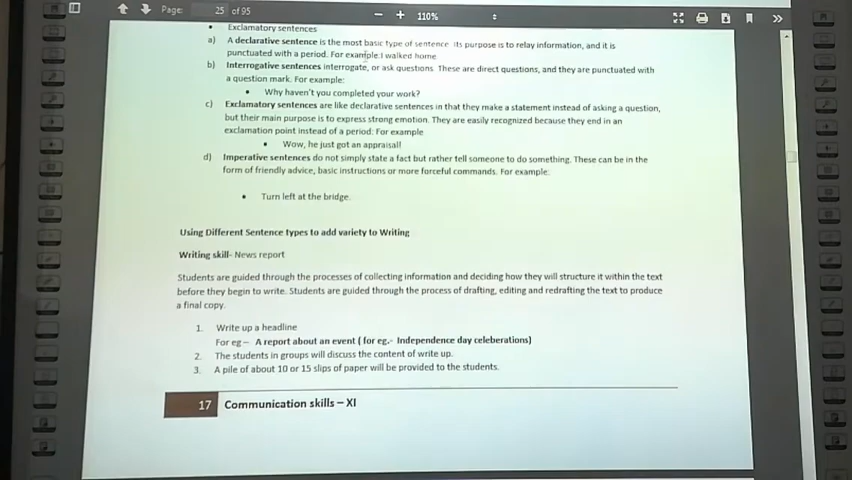 Page: 25 of 95
110%
• Exclamatory sentences
a) A declarative sentence is the most basic type of sentence its purpose is to relay information, and it is
punctuated with a period. For example I walked home
b) Interrogative sentences interrogate, or ask questions These are direct questions, and they are punctuated with
a question mark. For example:
• Why haven't you completed your work?
c) Exclamatory sentences are like declarative sentences in that they make a statement instead of asking a question,
but their main purpose is to express strong emotion. They are easily recognized because they end in an
exclamation point instead of a period: For example
• Wow, he just got an appraisal!
d) Imperative sentences do not simply state a fact but rather tell someone to do something. These can be in the
form of friendly advice, basic instructions or more forceful commands. For example:
• Turn left at the bridge.
Using Different Sentence types to add variety to Writing
Writing skill- News report
Students are guided through the processes of collecting information and deciding how they will structure it within the text
before they begin to write. Students are guided through the process of drafting, editing and redrafting the text to produce
a final copy.
1. Write up a headline
For eg – A report about an event ( for eg.- Independence day celeberations)
2. The students in groups will discuss the content of write up.
3. A pile of about 10 or 15 slips of paper will be provided to the students.
17 Communication skills – XI